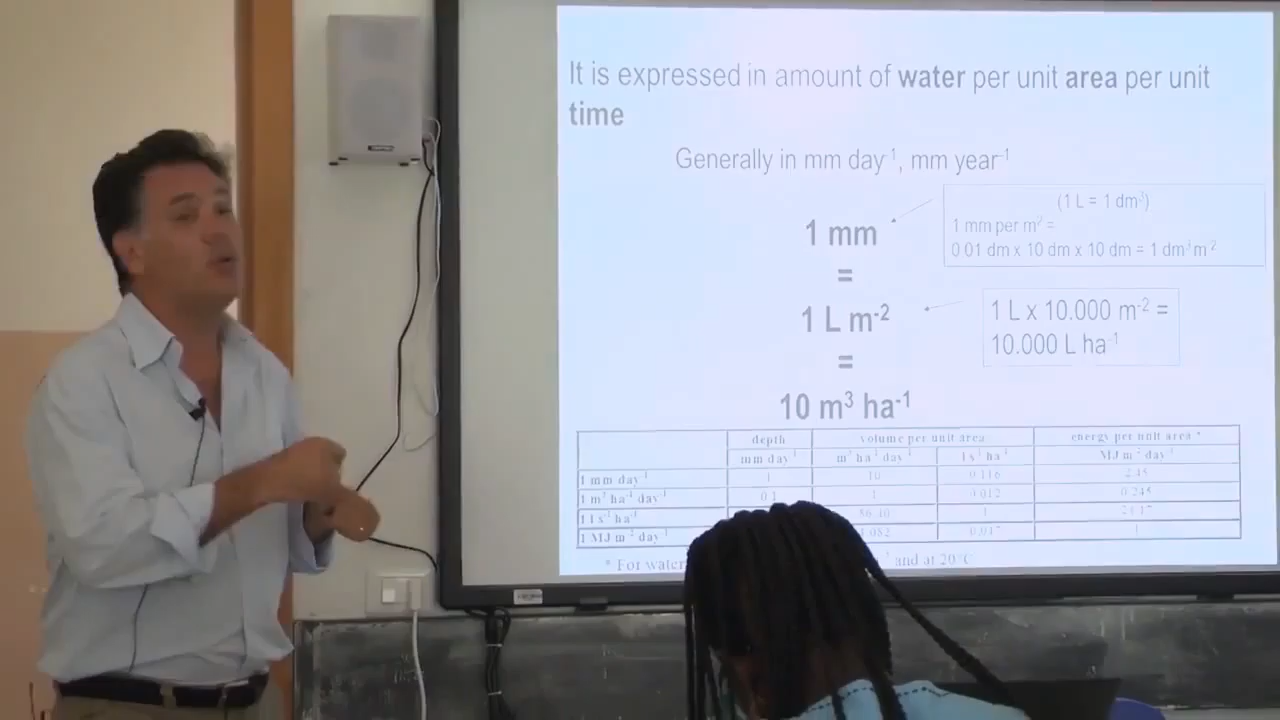 It is expressed in amount of water per unit area per unit
time
Generally in mm day⁻¹, mm year⁻¹
(1 L = 1 dm³)
1 mm per m² =
0.01 dm x 10 dm x 10 dm = 1 dm³ m⁻²
1 mm
=
1 L m⁻²
1 L x 10.000 m⁻² =
10.000 L ha⁻¹
=
10 m³ ha⁻¹
depth volume per unit area energy per unit area *
mm day⁻¹ m³ ha⁻¹ day⁻¹ l s⁻¹ ha⁻¹ MJ m⁻² day⁻¹
1 mm day⁻¹ 1 10 0.116 2.45
1 m³ ha⁻¹ day⁻¹ 0.1 1 0.012 0.245
1 l s⁻¹ ha⁻¹ 1
1 MJ m⁻² day⁻¹ 1
* For water and at 20°C